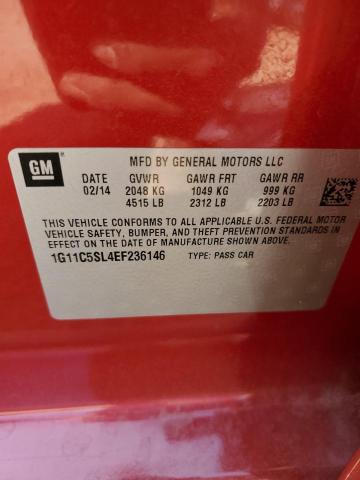 GM
MFD BY GENERAL MOTORS LLC
DATE GVWR GAWR FRT GAWR RR
02/14 2048 KG 1049 KG 999 KG
4515 LB 2312 LB 2203 LB
THIS VEHICLE CONFORMS TO ALL APPLICABLE U.S. FEDERAL MOTOR
VEHICLE SAFETY, BUMPER, AND THEFT PREVENTION STANDARDS
IN EFFECT ON THE DATE OF MANUFACTURE SHOWN ABOVE.
1G11C5SL4EF236146 TYPE: PASS CAR